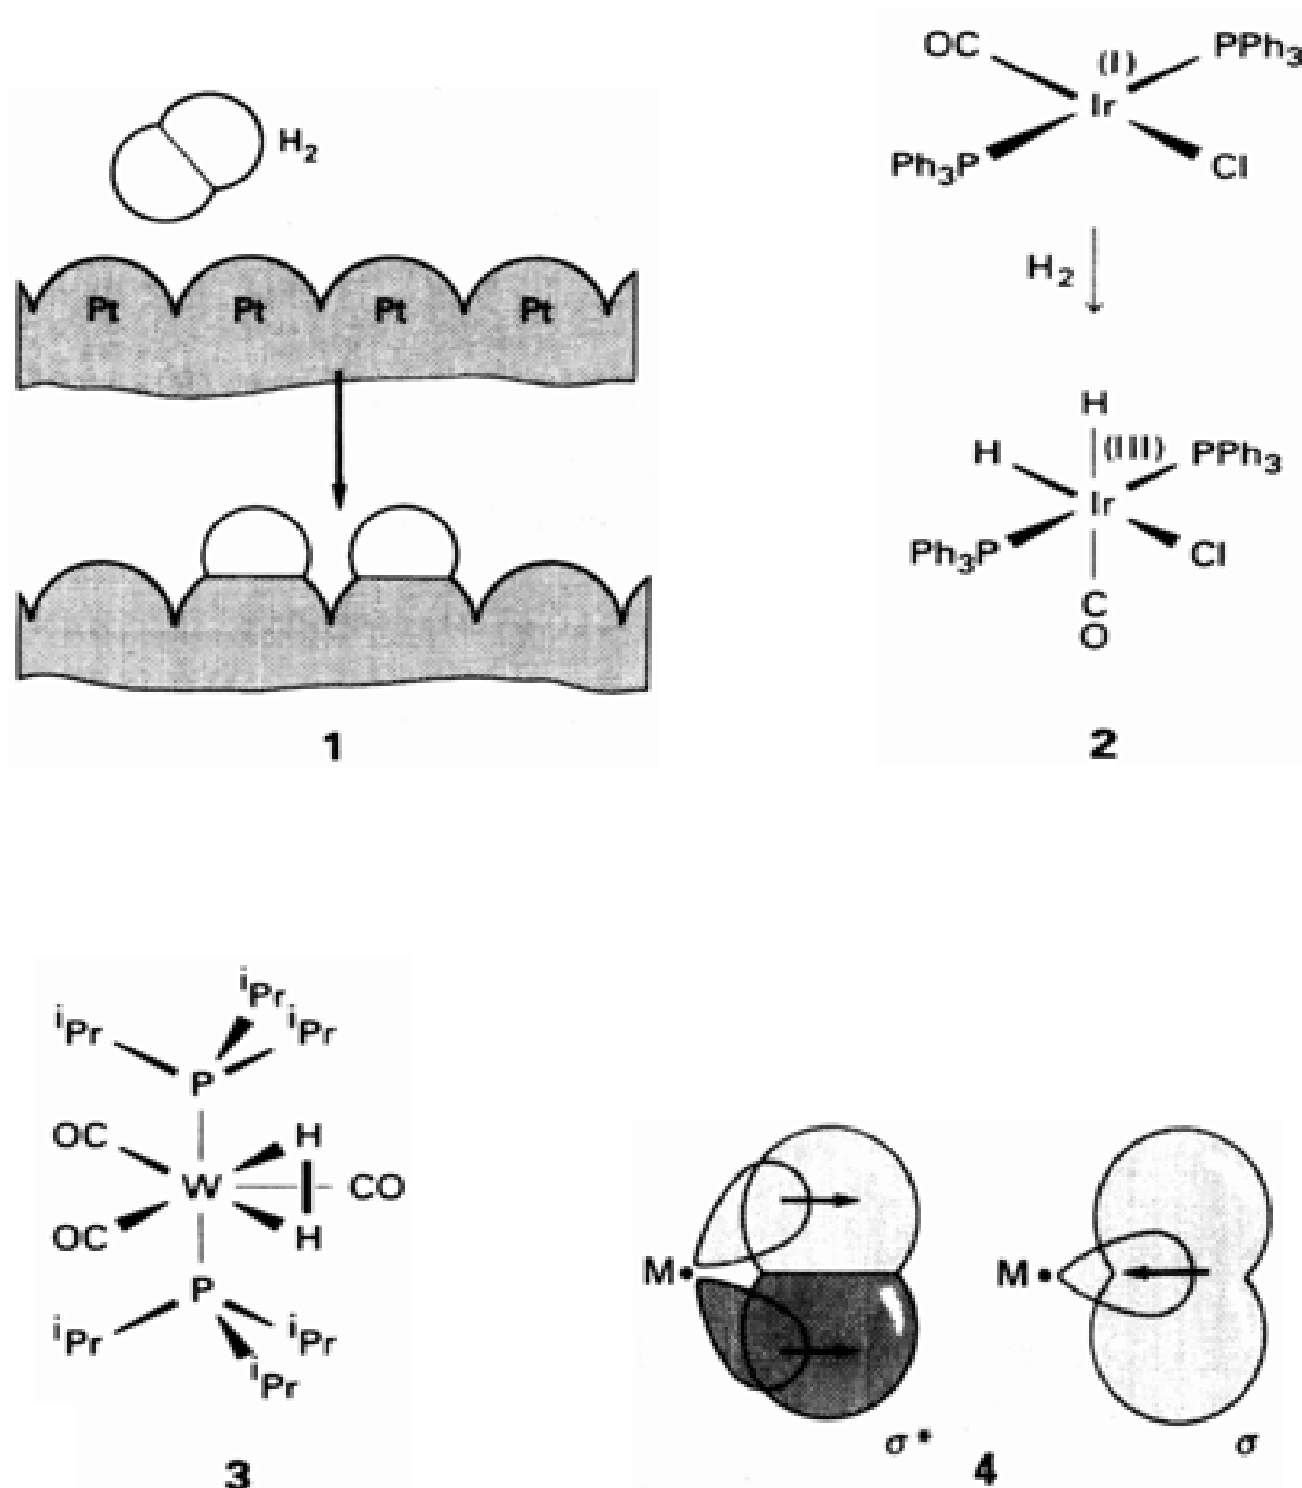 H₂
Pt Pt Pt Pt
1
OC (I) PPh₃
Ir
Ph₃P Cl
H₂
H
H (III) PPh₃
Ir
Ph₃P Cl
C
O
2
ⁱPr
ⁱPr ⁱPr
P
OC H
W CO
OC H
P
ⁱPr ⁱPr
ⁱPr
3
M• M•
σ* σ
4